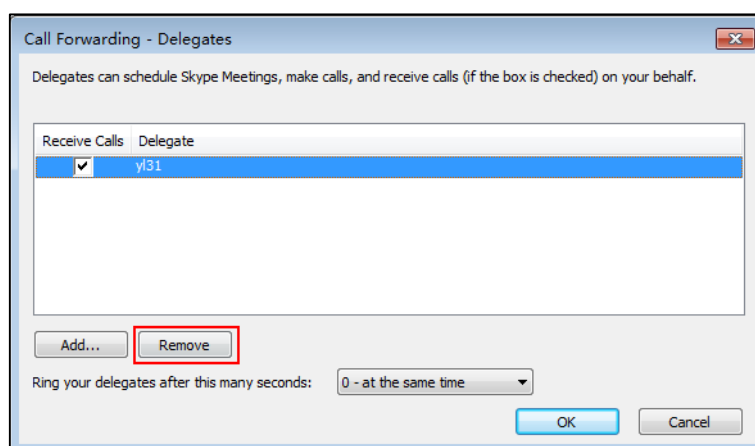 Call Forwarding - Delegates
Delegates can schedule Skype Meetings, make calls, and receive calls (if the box is checked) on your behalf.
Receive Calls Delegate
yl31
Add... Remove
Ring your delegates after this many seconds: 0 - at the same time
OK Cancel